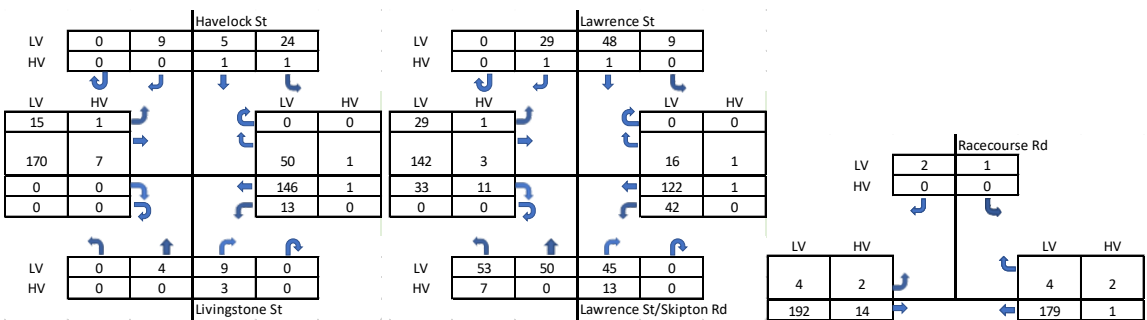 Havelock St
LV 0 9 5 24
HV 0 0 1 1
LV HV
15 1
170 7
0 0
0 0
LV HV
0 0
50 1
146 1
13 0
LV 0 4 9 0
HV 0 0 3 0
Livingstone St
Lawrence St
LV 0 29 48 9
HV 0 1 1 0
LV HV
29 1
142 3
33 11
0 0
LV HV
0 0
16 1
122 1
42 0
LV 53 50 45 0
HV 7 0 13 0
Lawrence St/Skipton Rd
Racecourse Rd
LV 2 1
HV 0 0
LV HV
4 2
192 14
LV HV
4 2
179 1